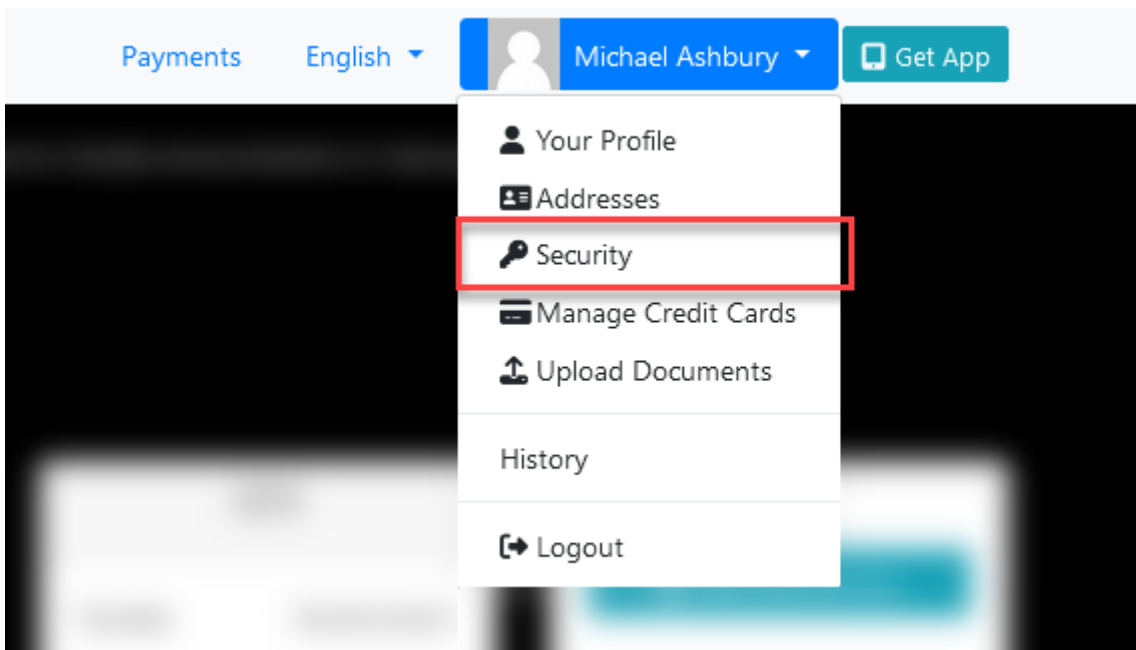 Payments English Michael Ashbury Get App
Your Profile
Addresses
Security
Manage Credit Cards
Upload Documents
History
Logout